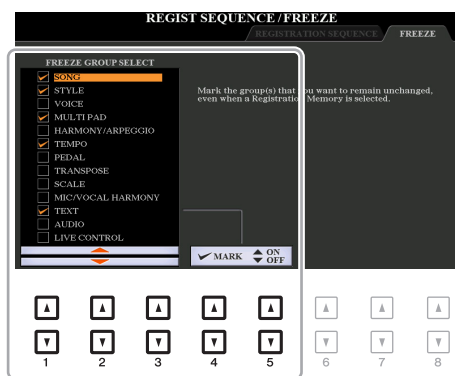 REGIST SEQUENCE/FREEZE
REGISTRATION SEQUENCE
FREEZE
FREEZE GROUP SELECT
SONG
STYLE
VOICE
MULTI PAD
HARMONY/ARPEGGIO
TEMPO
PEDAL
TRANSPOSE
SCALE
MIC/VOCAL HARMONY
TEXT
AUDIO
LIVE CONTROL
Mark the group(s) that you want to remain unchanged,
even when a Registration Memory is selected.
MARK
ON
OFF
1 2 3 4 5 6 7 8